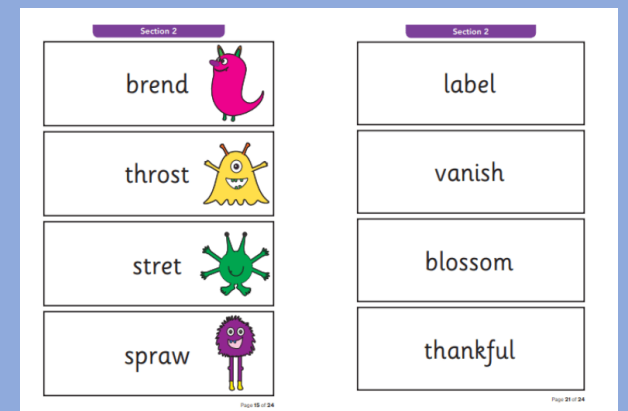 Section 2
brend
throst
stret
spraw
Page 15 of 24
Section 2
label
vanish
blossom
thankful
Page 21 of 24